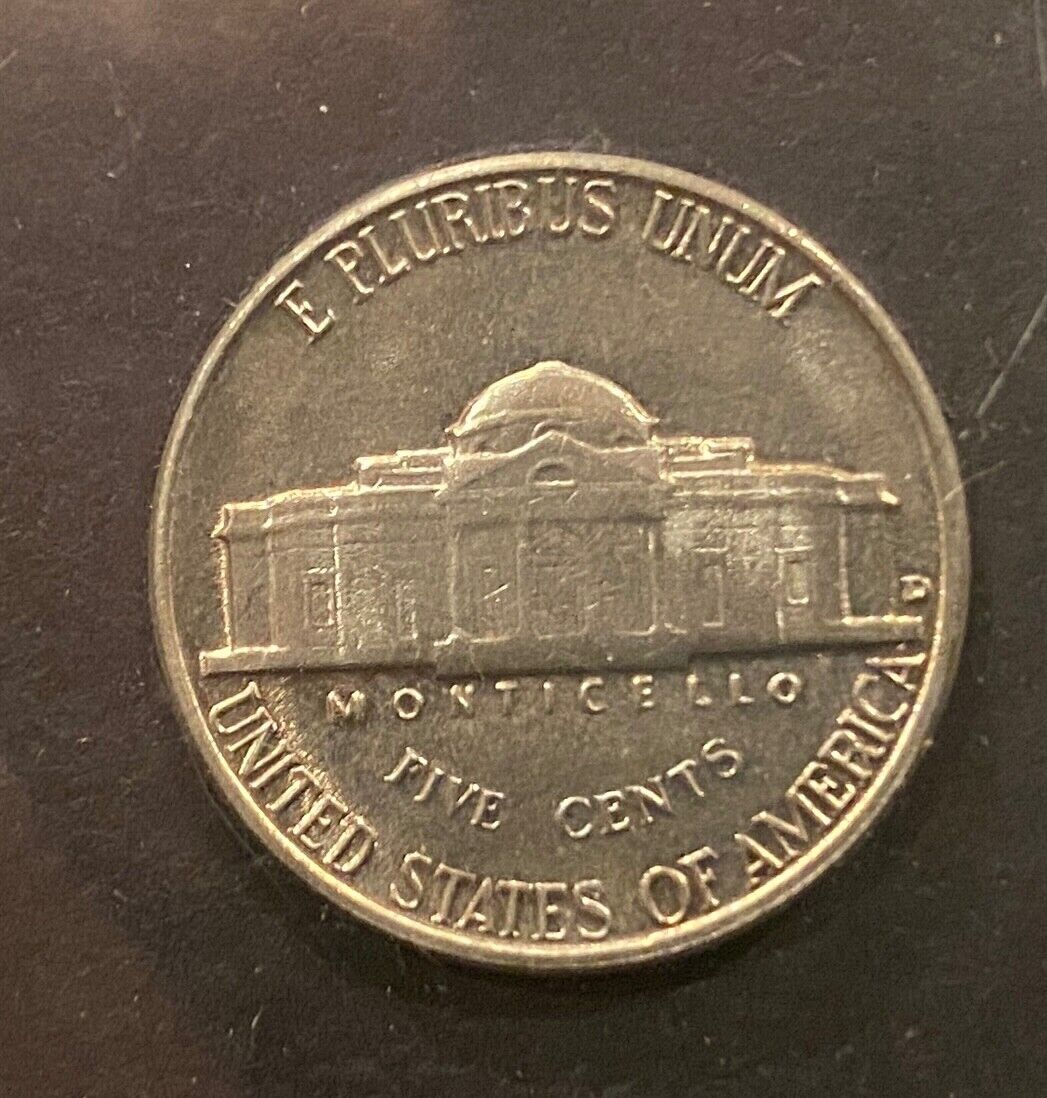 E PLURIBUS UNUM
D
MONTICELLO
FIVE CENTS
UNITED STATES OF AMERICA